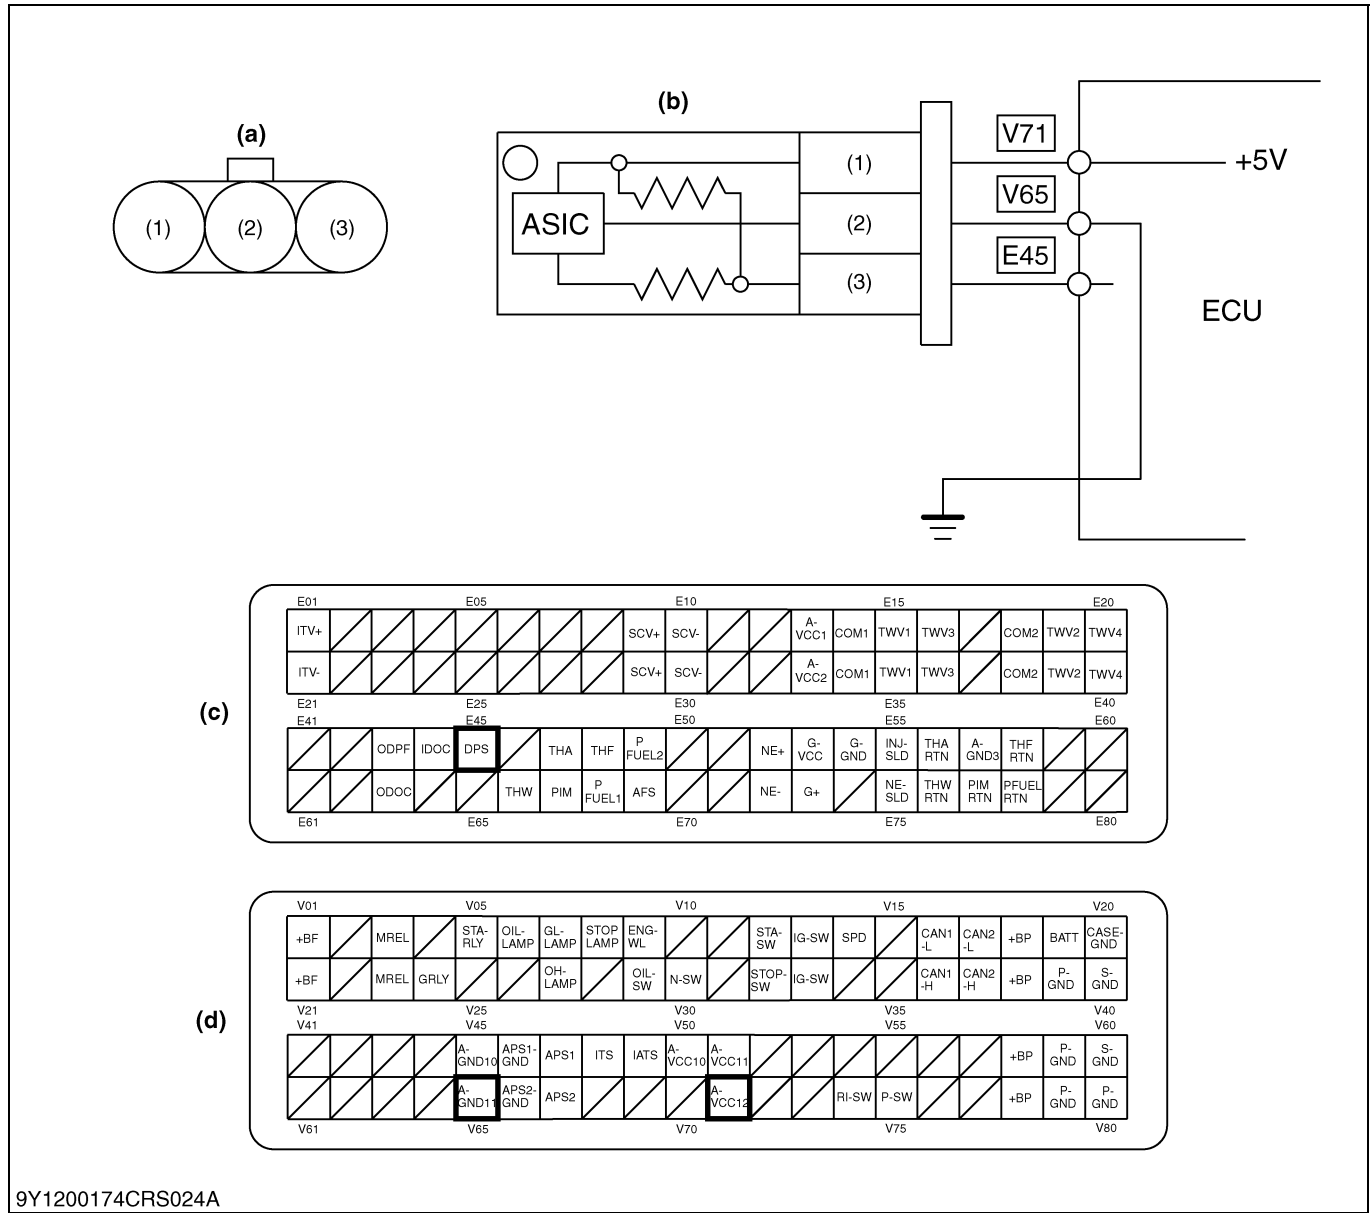 (a)
(1) (2) (3)
(b)
ASIC
(1)
(2)
(3)
V71
V65
E45
+5V
ECU
(c)
E01 E05 E10 E15 E20
ITV+ SCV+ SCV- A-VCC1 COM1 TWV1 TWV3 COM2 TWV2 TWV4
ITV- SCV+ SCV- A-VCC2 COM1 TWV1 TWV3 COM2 TWV2 TWV4
E21 E25 E30 E35 E40
E41 E45 E50 E55 E60
ODPF IDOC DPS THA THF P FUEL2 NE+ G-VCC G-GND INJ-SLD THA RTN A-GND3 THF RTN
ODOC THW PIM P FUEL1 AFS NE- G+ NE-SLD THW RTN PIM RTN PFUEL RTN
E61 E65 E70 E75 E80
(d)
V01 V05 V10 V15 V20
+BF MREL STA-RLY OIL-LAMP GL-LAMP STOP LAMP ENG-WL STA-SW IG-SW SPD CAN1-L CAN2-L +BP BATT CASE-GND
+BF MREL GRLY OH-LAMP OIL-SW N-SW STOP-SW IG-SW CAN1-H CAN2-H +BP P-GND S-GND
V21 V25 V30 V35 V40
V41 V45 V50 V55 V60
A-GND10 APS1-GND APS1 ITS IATS A-VCC10 A-VCC11 +BP P-GND S-GND
A-GND11 APS2-GND APS2 A-VCC12 RI-SW P-SW +BP P-GND P-GND
V61 V65 V70 V75 V80
9Y1200174CRS024A